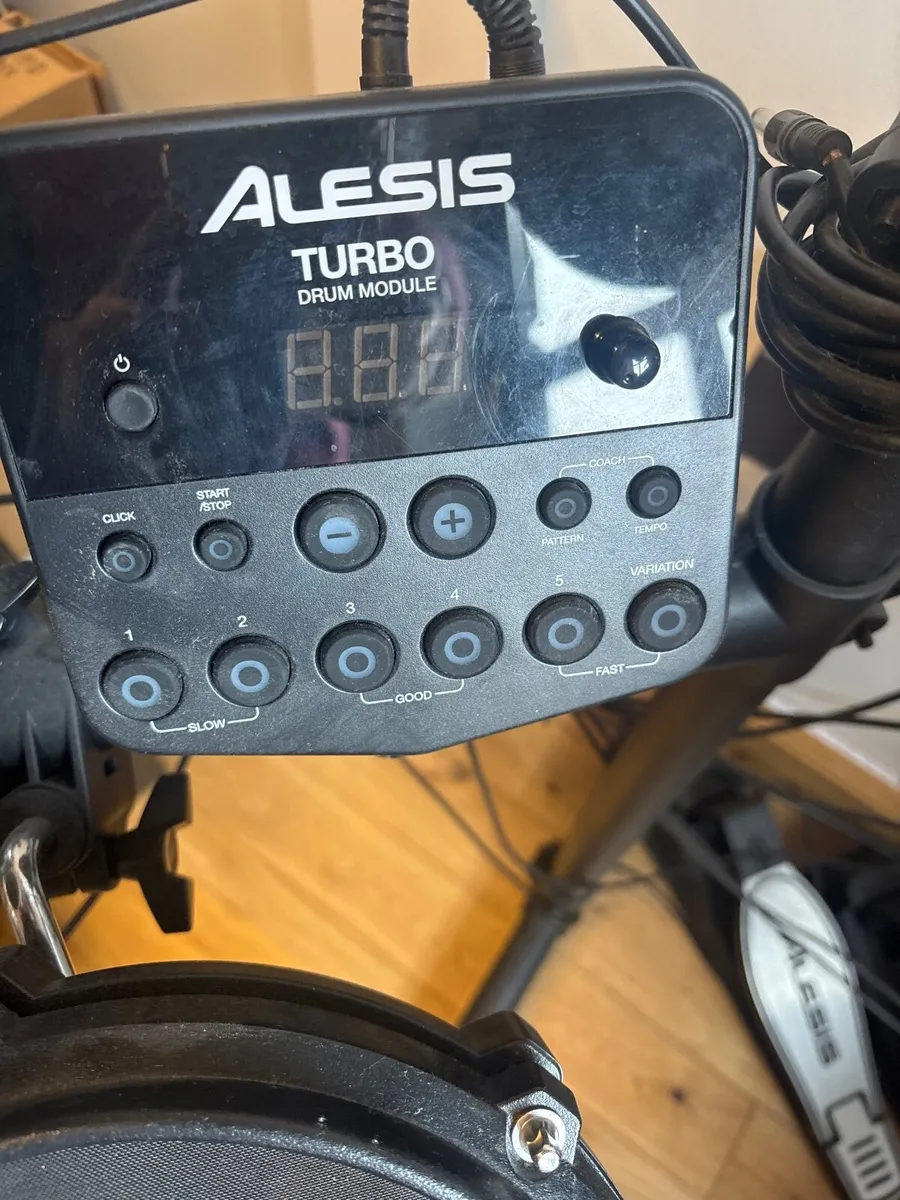 ALESIS
TURBO
DRUM MODULE
COACH
CLICK
START
/STOP
- +
PATTERN
TEMPO
1 2 3 4 5 VARIATION
SLOW
GOOD
FAST
ALESIS